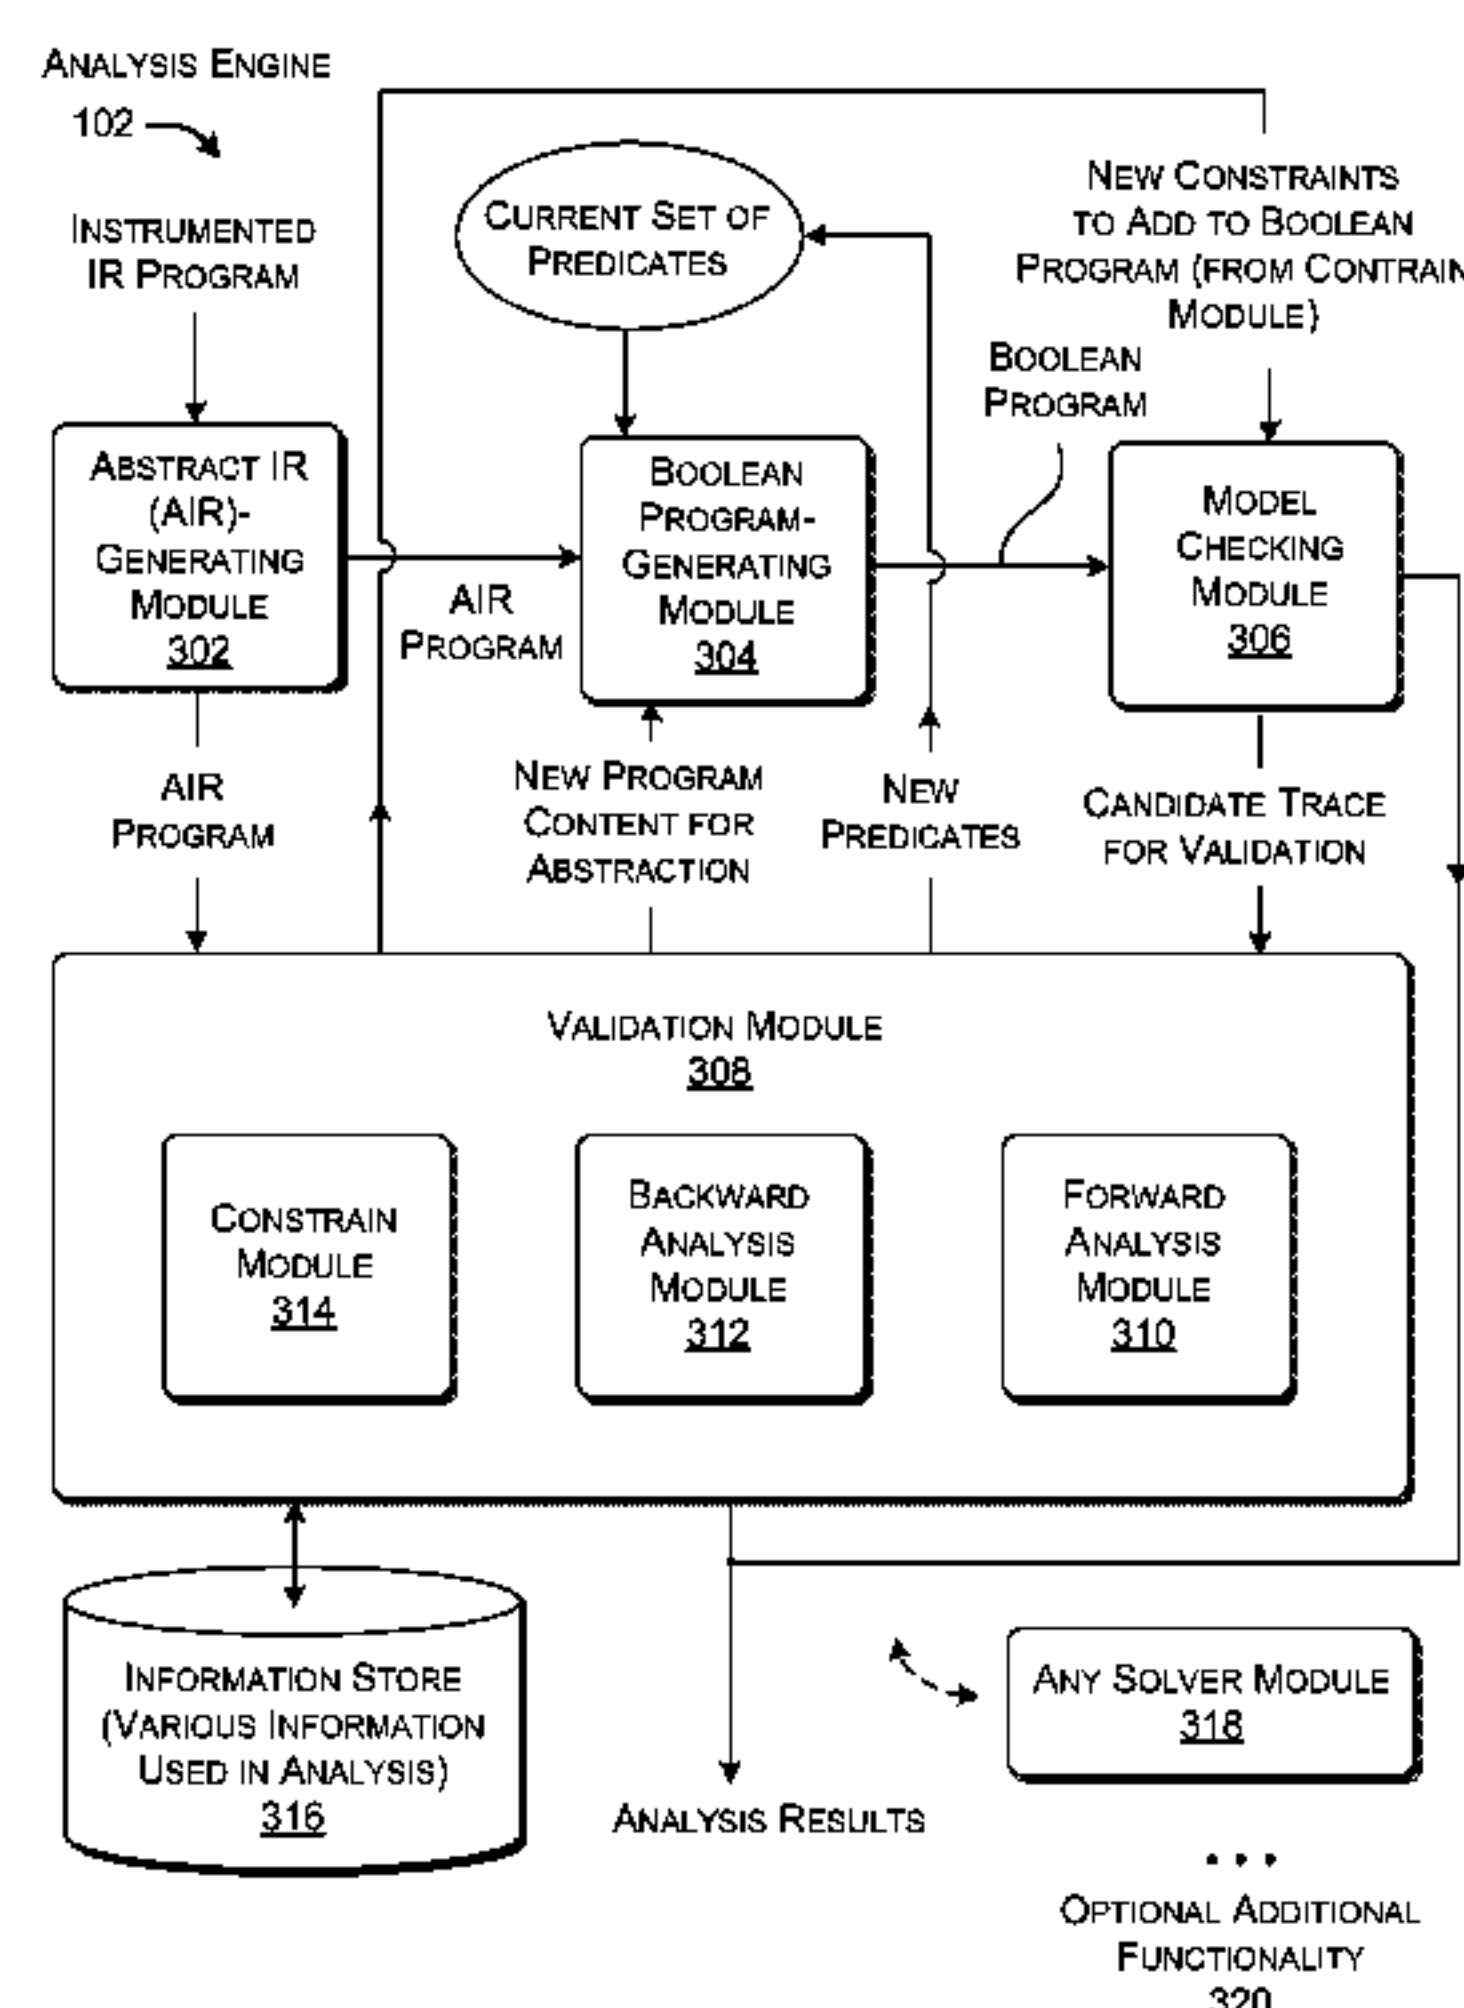 ANALYSIS ENGINE
102
INSTRUMENTED
IR PROGRAM
CURRENT SET OF
PREDICATES
NEW CONSTRAINTS
TO ADD TO BOOLEAN
PROGRAM (FROM CONTRAIN
MODULE)
BOOLEAN
PROGRAM
ABSTRACT IR
(AIR)-
GENERATING
MODULE
302
AIR
PROGRAM
BOOLEAN
PROGRAM-
GENERATING
MODULE
304
MODEL
CHECKING
MODULE
306
AIR
PROGRAM
NEW PROGRAM
CONTENT FOR
ABSTRACTION
NEW
PREDICATES
CANDIDATE TRACE
FOR VALIDATION
VALIDATION MODULE
308
CONSTRAIN
MODULE
314
BACKWARD
ANALYSIS
MODULE
312
FORWARD
ANALYSIS
MODULE
310
INFORMATION STORE
(VARIOUS INFORMATION
USED IN ANALYSIS)
316
ANALYSIS RESULTS
ANY SOLVER MODULE
318
• • •
OPTIONAL ADDITIONAL
FUNCTIONALITY
320